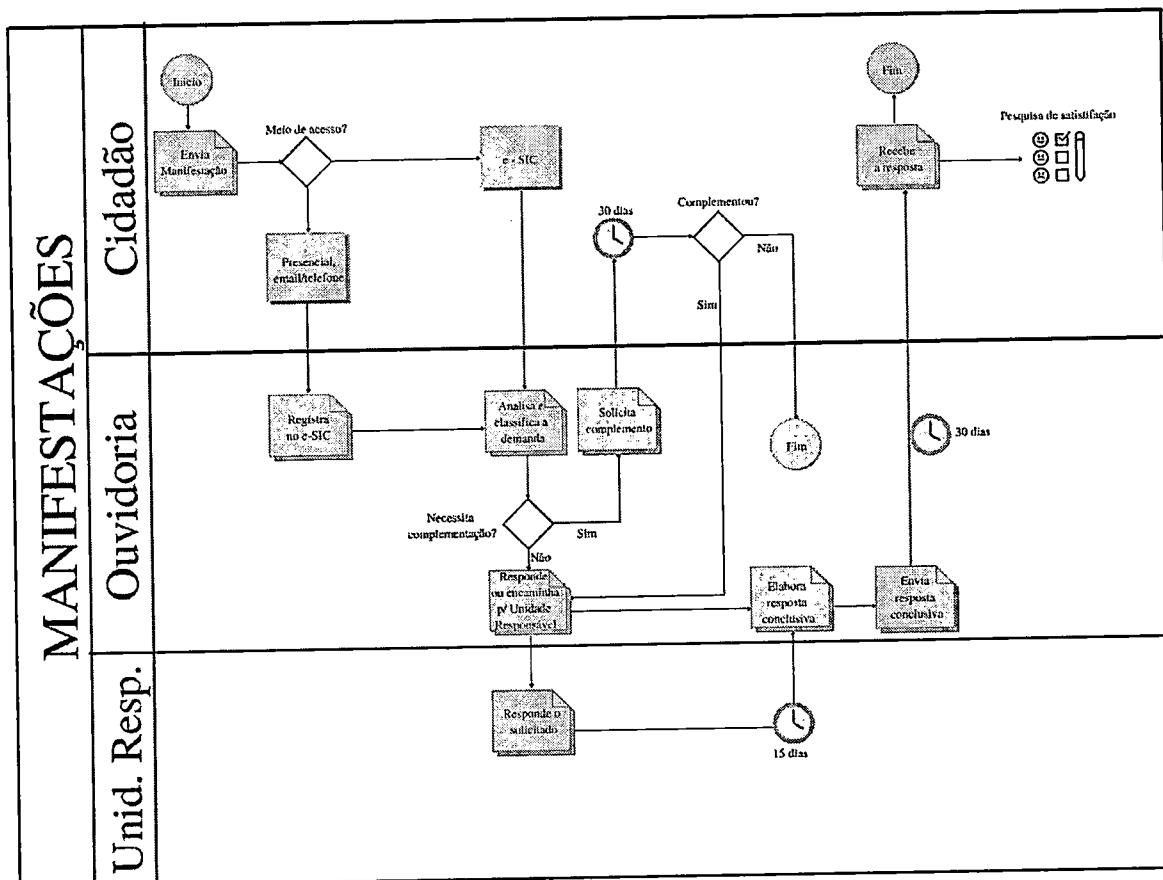 MANIFESTAÇÕES
Cidadão
Início
Envia
Manifestação
Meio de acesso?
e - SIC
Presencial,
email/telefone
30 dias
Complementou?
Não
Sim
Fim
Recebe
a resposta
Pesquisa de satistifação
Ouvidoria
Registra
no e-SIC
Analisa e
classifica a
demanda
Solicita
complemento
Necessita
complementação?
Sim
Não
Fim
30 dias
Responde
ou encaminha
p/ Unidade
Responsável
Elabora
resposta
conclusiva
Envia
resposta
conclusiva
Unid. Resp.
Responde o
solicitado
15 dias